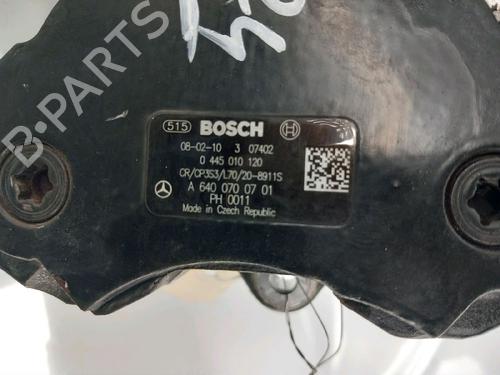 515 BOSCH
08-02-10 3 07402
0 445 010 120
CR/CP3S3/L70/20-8911S
A 640 070 07 01
PH 0011
Made in Czech Republic
B-PARTS